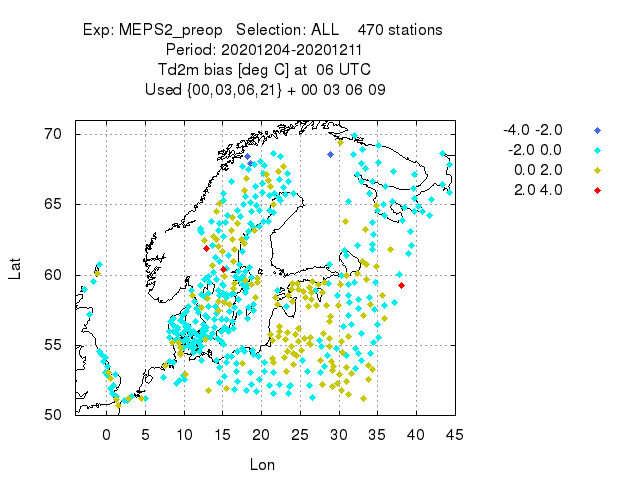 Exp: MEPS2_preop   Selection: ALL    470 stations
Period: 20201204-20201211
Td2m bias [deg C] at  06 UTC
Used {00,03,06,21} + 00 03 06 09
-4.0 -2.0
-2.0 0.0
0.0 2.0
2.0 4.0
70
65
60
55
50
Lat
0 5 10 15 20 25 30 35 40 45
Lon